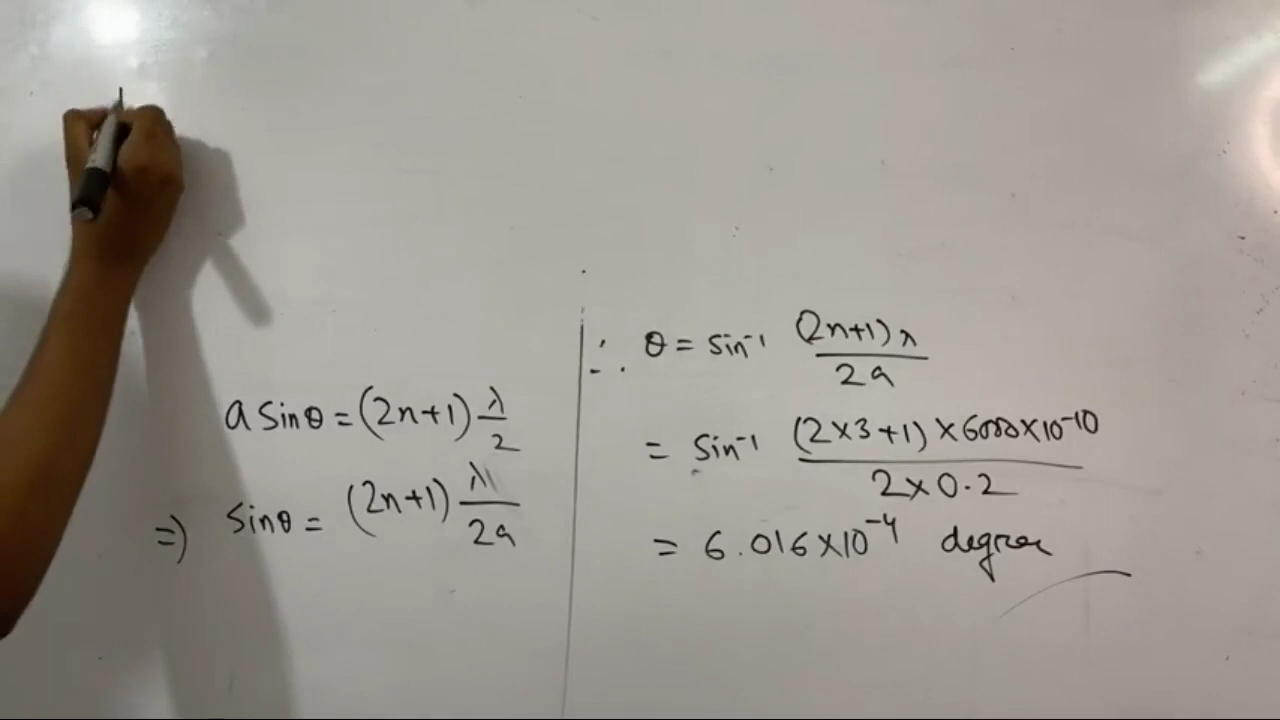 a sinθ = (2n+1) λ/2
⇒ sinθ = (2n+1) λ/2a
∴ θ = sin⁻¹ (2n+1)λ/2a
= sin⁻¹ (2×3+1)×6000×10⁻¹⁰/2×0.2
= 6.016×10⁻⁴ degree